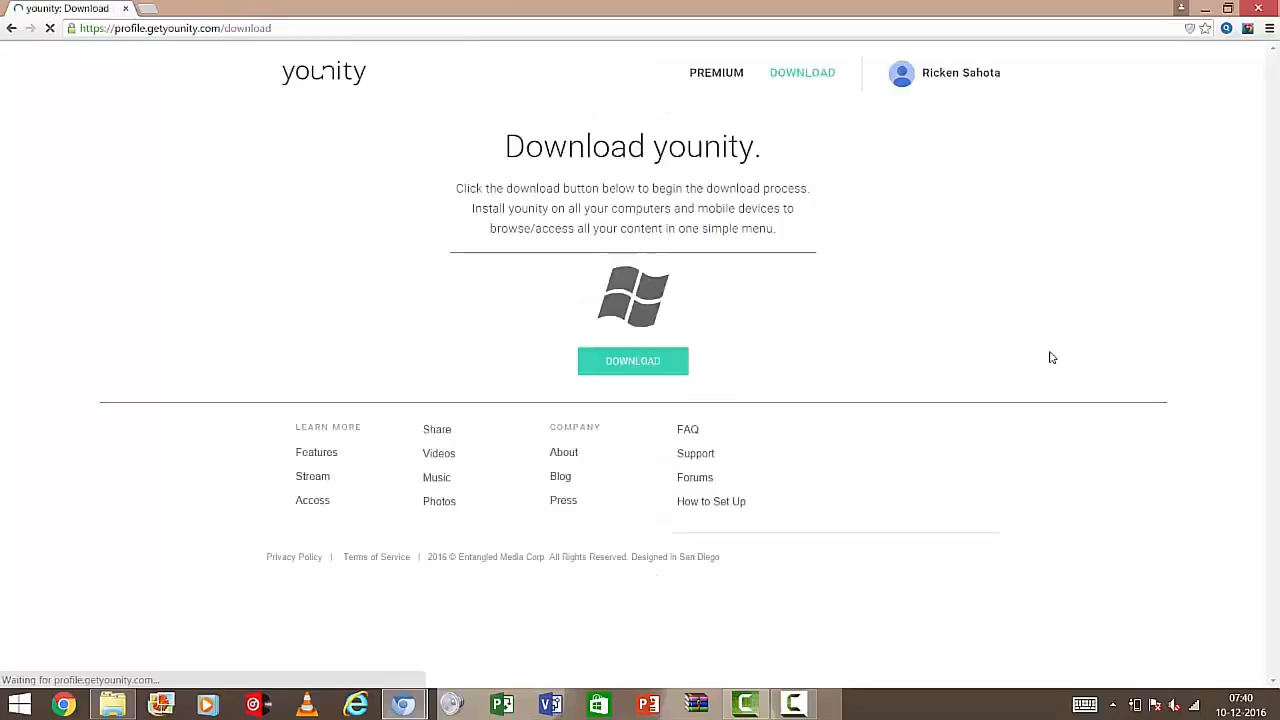 younity: Download
https://profile.getyounity.com/download
younity
PREMIUM
DOWNLOAD
Ricken Sahota
Download younity.
Click the download button below to begin the download process.
Install younity on all your computers and mobile devices to
browse/access all your content in one simple menu.
DOWNLOAD
LEARN MORE
Features
Stream
Access
Share
Videos
Music
Photos
COMPANY
About
Blog
Press
FAQ
Support
Forums
How to Set Up
Privacy Policy | Terms of Service | 2016 © Entangled Media Corp. All Rights Reserved. Designed in San Diego
Waiting for profile.getyounity.com...
07:40
10-12-2016